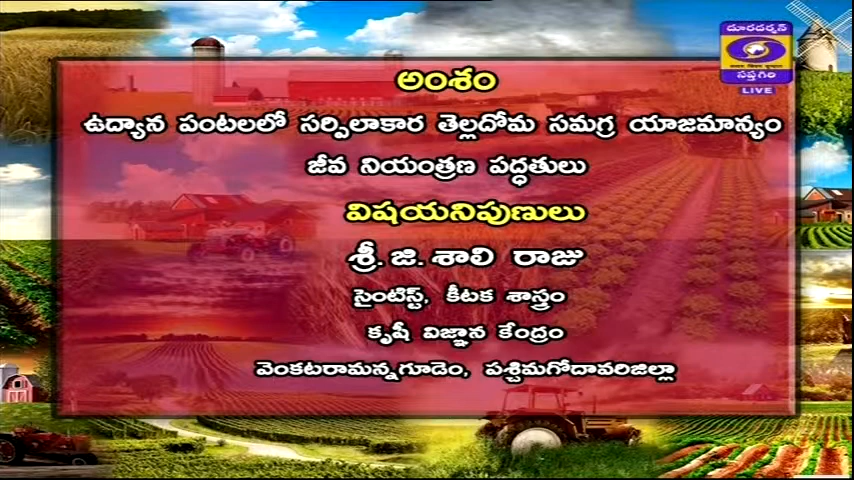 దూరదర్శన్
సప్తగిరి
LIVE
అంశం
ఉద్యాన పంటలలో సర్పిలాకార తెల్లదోమ సమగ్ర యాజమాన్యం
జీవ నియంత్రణ పద్ధతులు
విషయనిపుణులు
శ్రీ. జి. శాలి రాజు
సైంటిస్ట్, కీటక శాస్త్రం
కృషీ విజ్ఞాన కేంద్రం
వెంకటరామన్నగూడెం, పశ్చిమగోదావరిజిల్లా